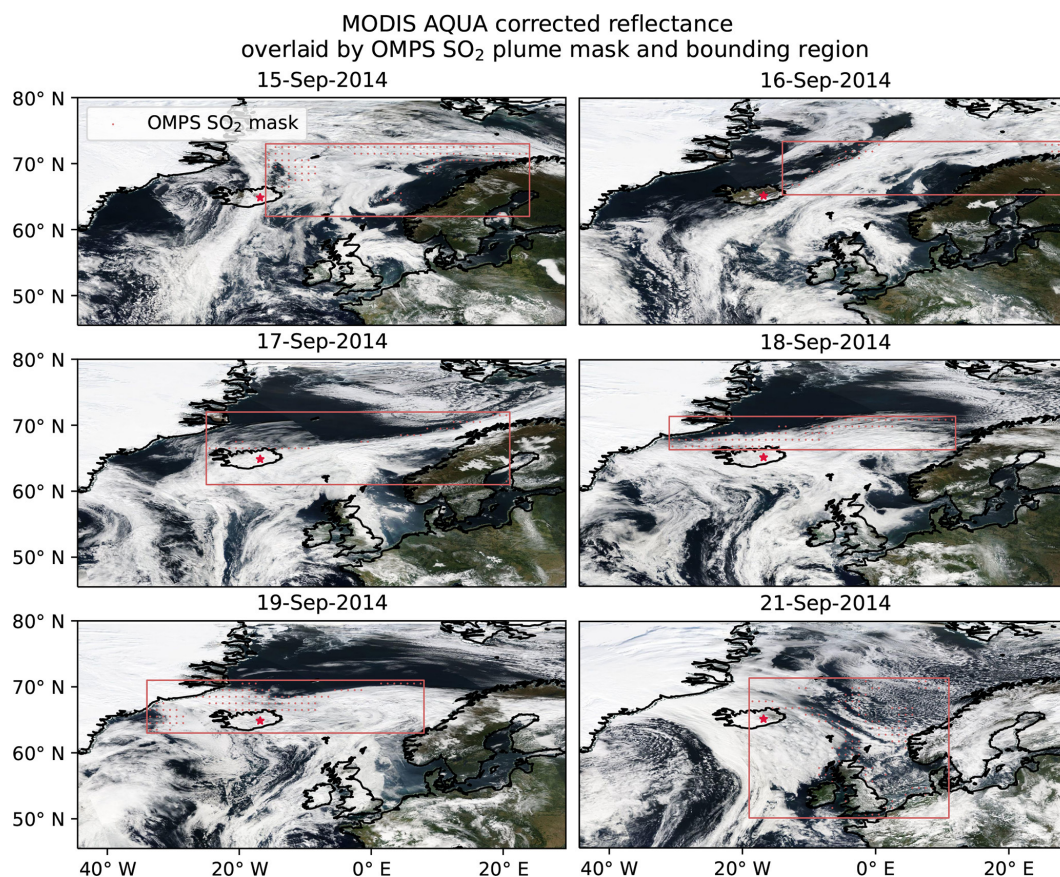 MODIS AQUA corrected reflectance
overlaid by OMPS SO₂ plume mask and bounding region
15-Sep-2014
16-Sep-2014
80° N
OMPS SO₂ mask
70° N
60° N
50° N
17-Sep-2014
18-Sep-2014
80° N
70° N
60° N
50° N
19-Sep-2014
21-Sep-2014
80° N
70° N
60° N
50° N
40° W 20° W 0° E 20° E 40° W 20° W 0° E 20° E